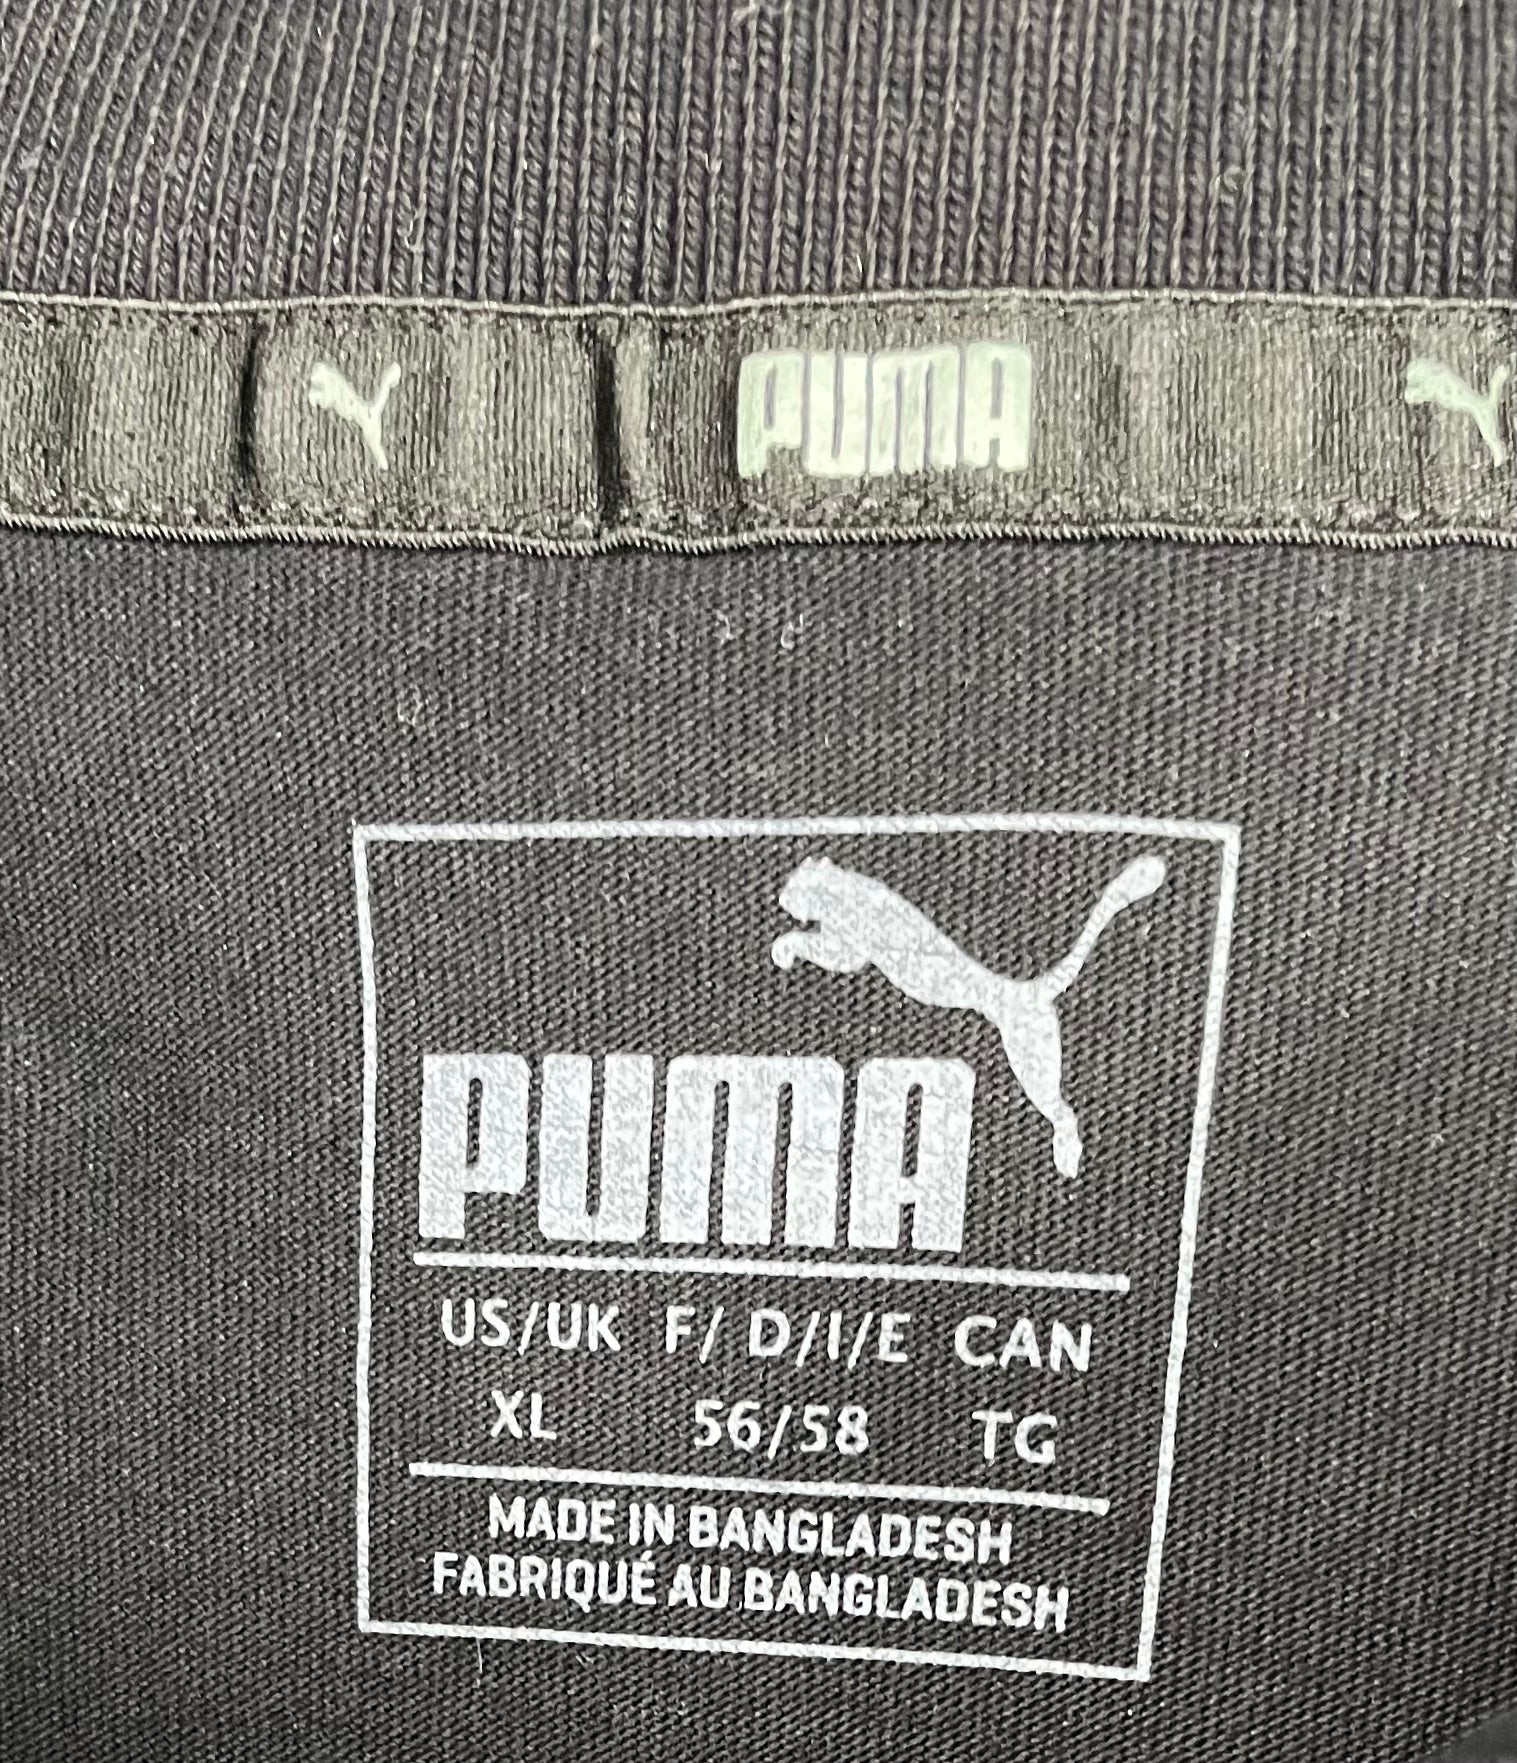 PUMA
PUMA
US/UK F/ D/I/E CAN
XL 56/58 TG
MADE IN BANGLADESH
FABRIQUÉ AU BANGLADESH